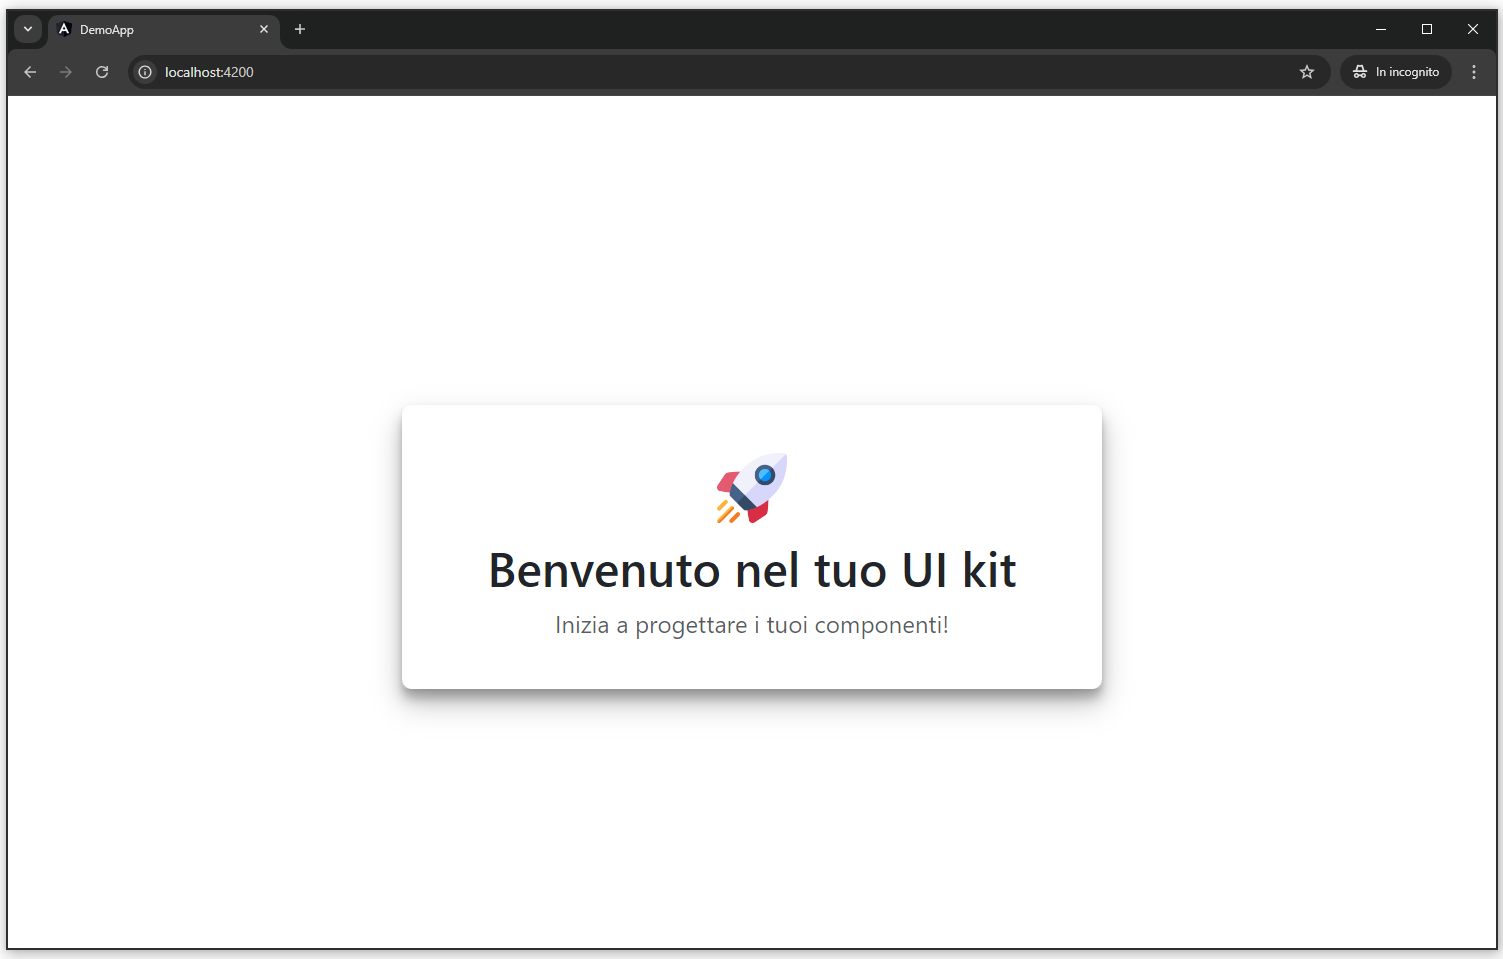 DemoApp
localhost:4200
In incognito
Benvenuto nel tuo UI kit
Inizia a progettare i tuoi componenti!